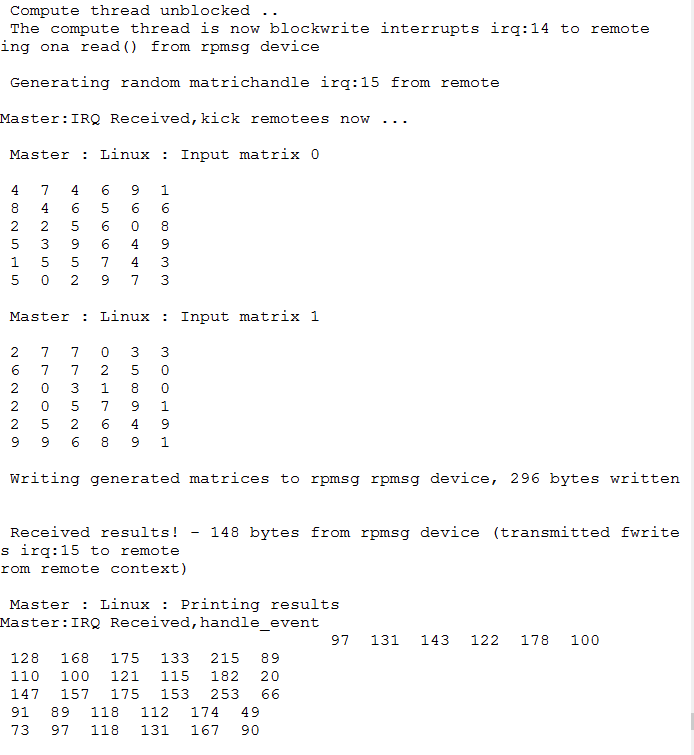 Compute thread unblocked ..
The compute thread is now blockwrite interrupts irq:14 to remote
ing ona read() from rpmsg device
Generating random matrichandle irq:15 from remote
Master:IRQ Received,kick remotees now ...
Master : Linux : Input matrix 0
4 7 4 6 9 1
8 4 6 5 6 6
2 2 5 6 0 8
5 3 9 6 4 9
1 5 5 7 4 3
5 0 2 9 7 3
Master : Linux : Input matrix 1
2 7 7 0 3 3
6 7 7 2 5 0
2 0 3 1 8 0
2 0 5 7 9 1
2 5 2 6 4 9
9 9 6 8 9 1
Writing generated matrices to rpmsg rpmsg device, 296 bytes written
Received results! - 148 bytes from rpmsg device (transmitted fwrite
s irq:15 to remote
rom remote context)
Master : Linux : Printing results
Master:IRQ Received,handle_event
97 131 143 122 178 100
128 168 175 133 215 89
110 100 121 115 182 20
147 157 175 153 253 66
91 89 118 112 174 49
73 97 118 131 167 90